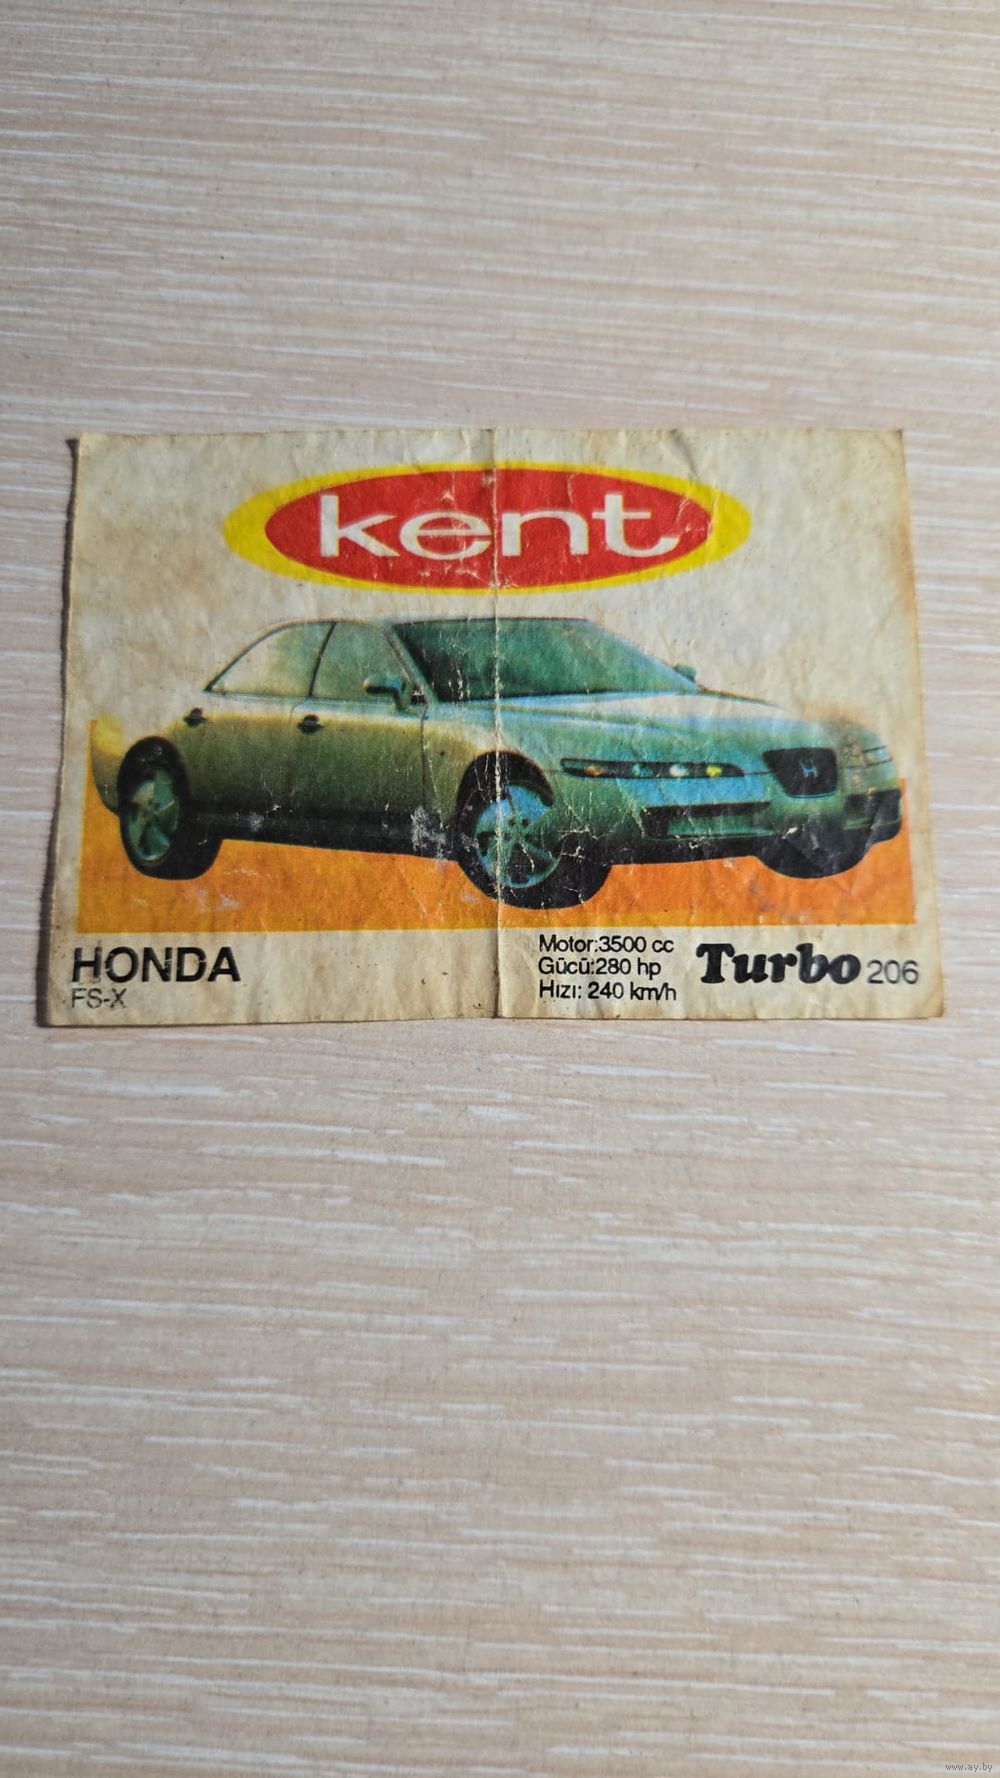 kent
HONDA
FS-X
Motor:3500 cc
Gücü:280 hp
Hızı: 240 km/h
Turbo 206
www.ay.by